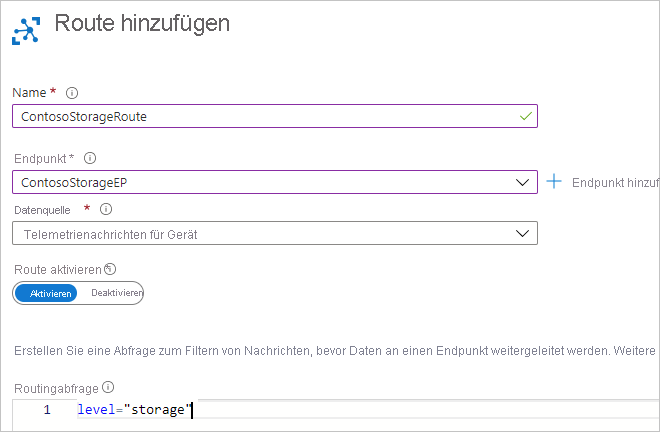 Route hinzufügen
Name *
ContosoStorageRoute
Endpunkt *
ContosoStorageEP
Endpunkt hinzuf
Datenquelle *
Telemetrienachrichten für Gerät
Route aktivieren
Aktivieren Deaktivieren
Erstellen Sie eine Abfrage zum Filtern von Nachrichten, bevor Daten an einen Endpunkt weitergeleitet werden. Weitere
Routingabfrage
1 level="storage"